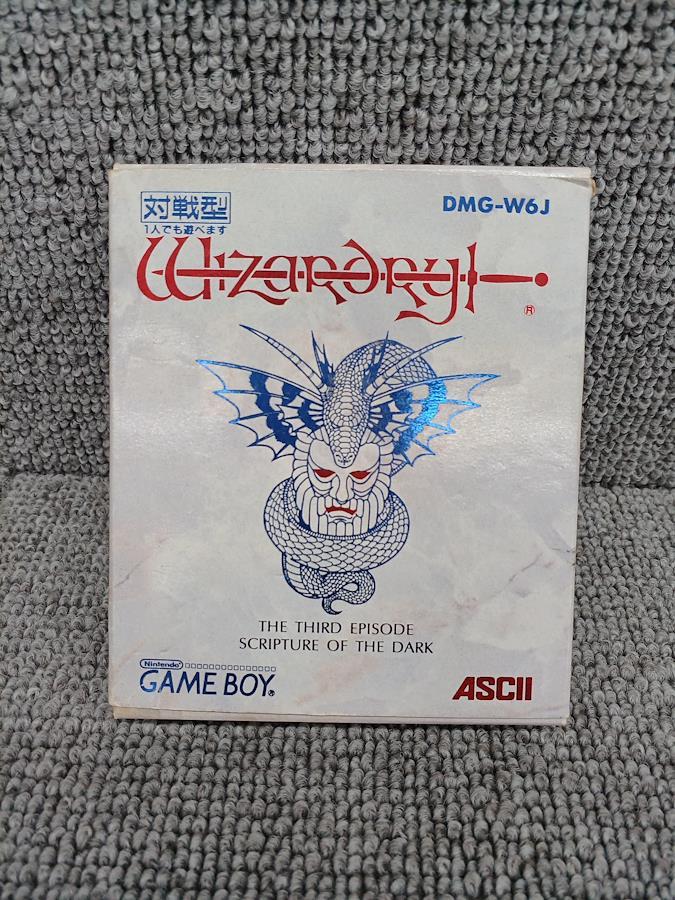 対戦型
1人でも遊べます
DMG-W6J
Wizardry
®
THE THIRD EPISODE
SCRIPTURE OF THE DARK
Nintendo
GAME BOY®
ASCII